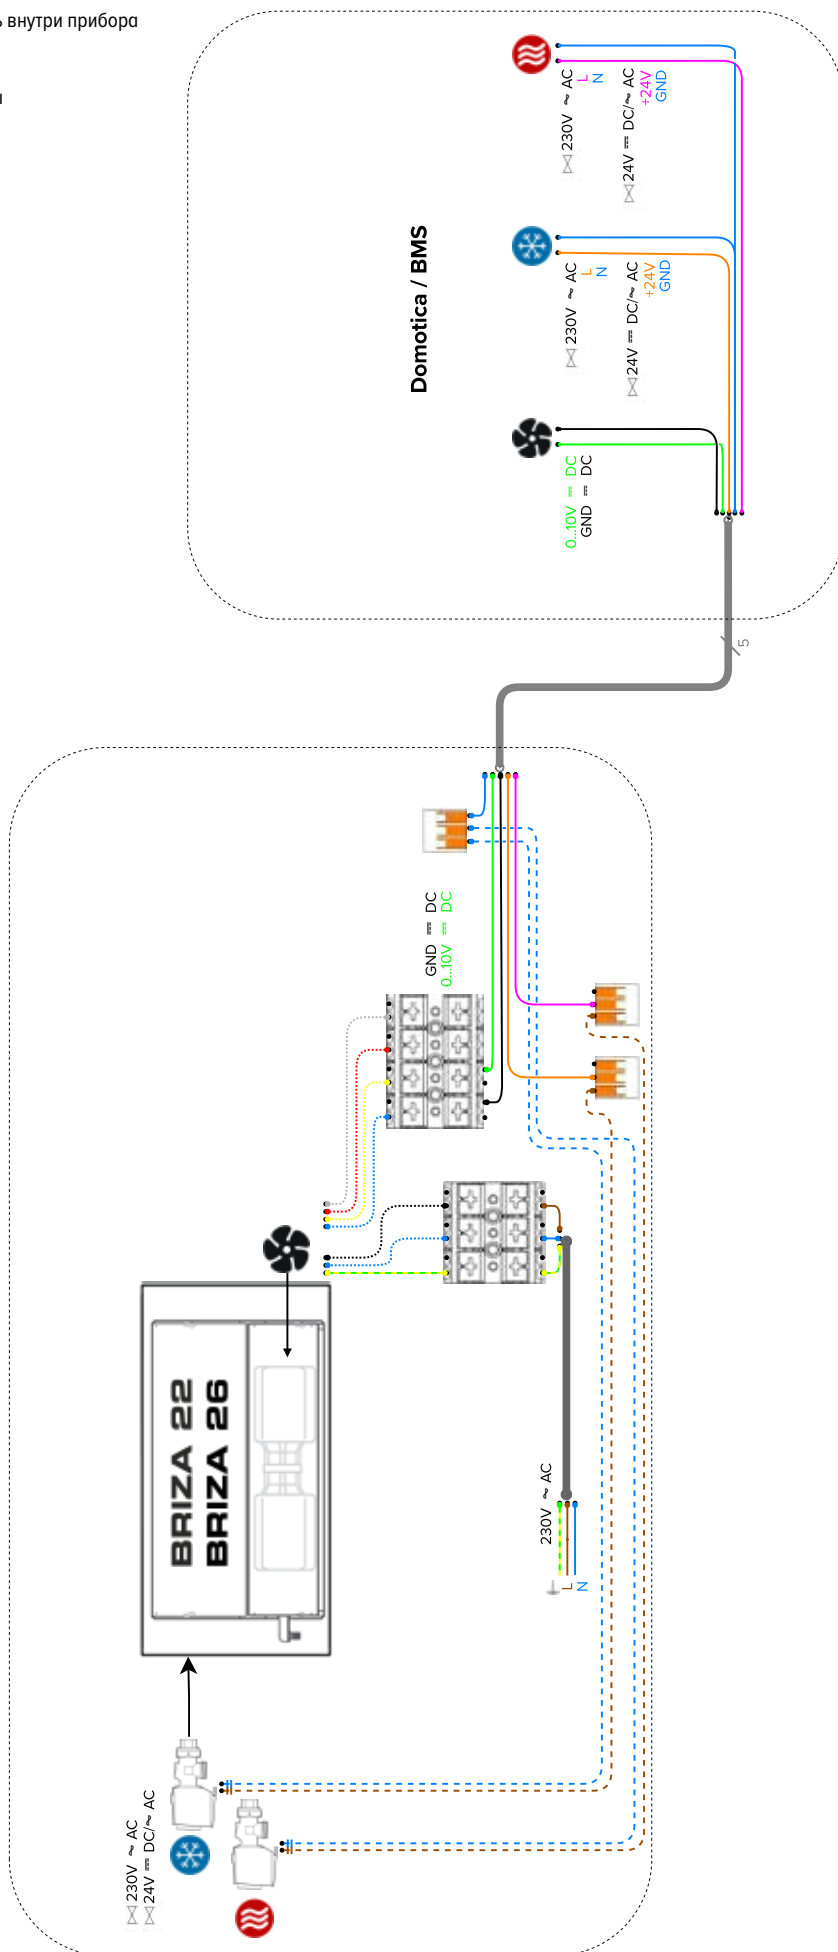 внутри прибора
230V ~ AC
L
N
24V ⎓ DC/~ AC
+24V
GND
Domotica / BMS
230V ~ AC
L
N
24V ⎓ DC/~ AC
+24V
GND
0...10V ⎓ DC
GND ⎓ DC
5
GND ⎓ DC
0...10V ⎓ DC
BRIZA 22
BRIZA 26
230V ~ AC
L
N
230V ~ AC
24V ⎓ DC/~ AC